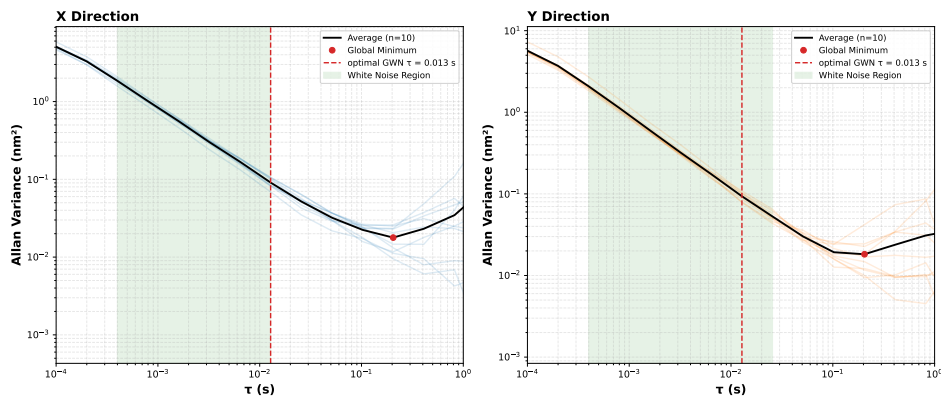 X Direction
Allan Variance (nm²)
10⁰
10⁻¹
10⁻²
10⁻³
Average (n=10)
Global Minimum
optimal GWN τ = 0.013 s
White Noise Region
10⁻⁴
10⁻³
10⁻²
10⁻¹
10⁰
τ (s)
Y Direction
Allan Variance (nm²)
10¹
10⁰
10⁻¹
10⁻²
10⁻³
Average (n=10)
Global Minimum
optimal GWN τ = 0.013 s
White Noise Region
10⁻⁴
10⁻³
10⁻²
10⁻¹
10⁰
τ (s)